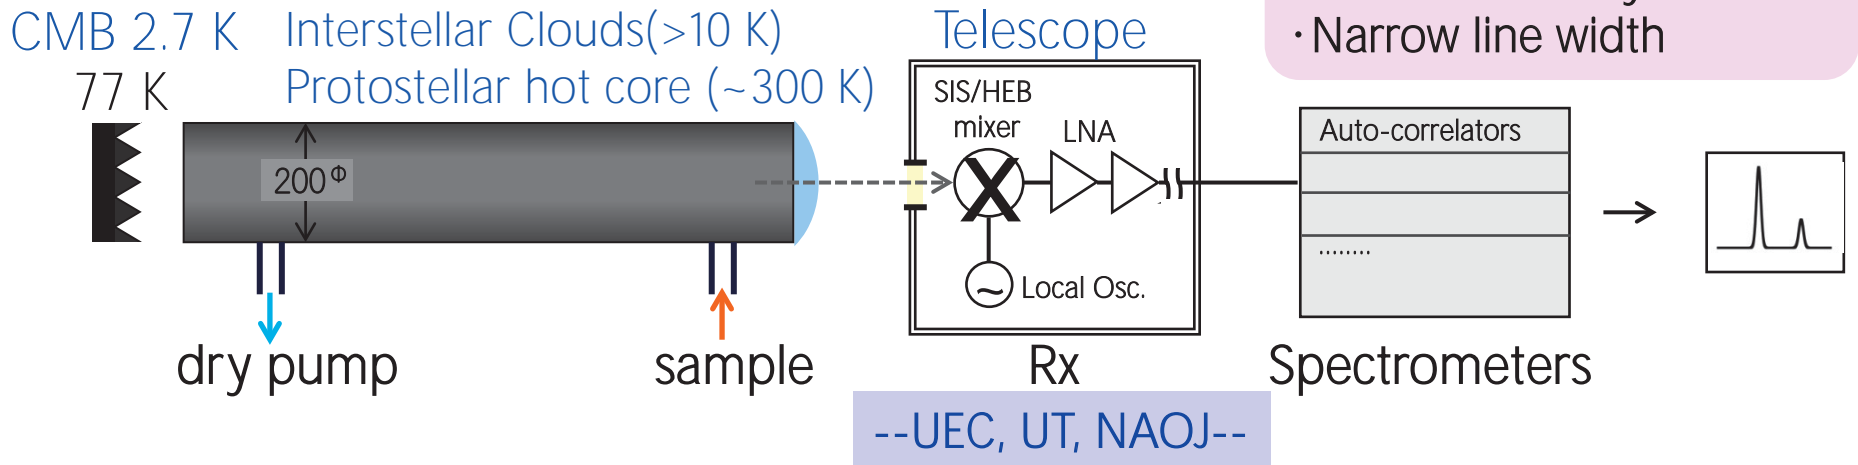 CMB 2.7 K
77 K
Interstellar Clouds(>10 K)
Protostellar hot core (~300 K)
Telescope
·Narrow line width
SIS/HEB
mixer
LNA
Local Osc.
200Φ
Auto-correlators
........
dry pump
sample
Rx
Spectrometers
--UEC, UT, NAOJ--